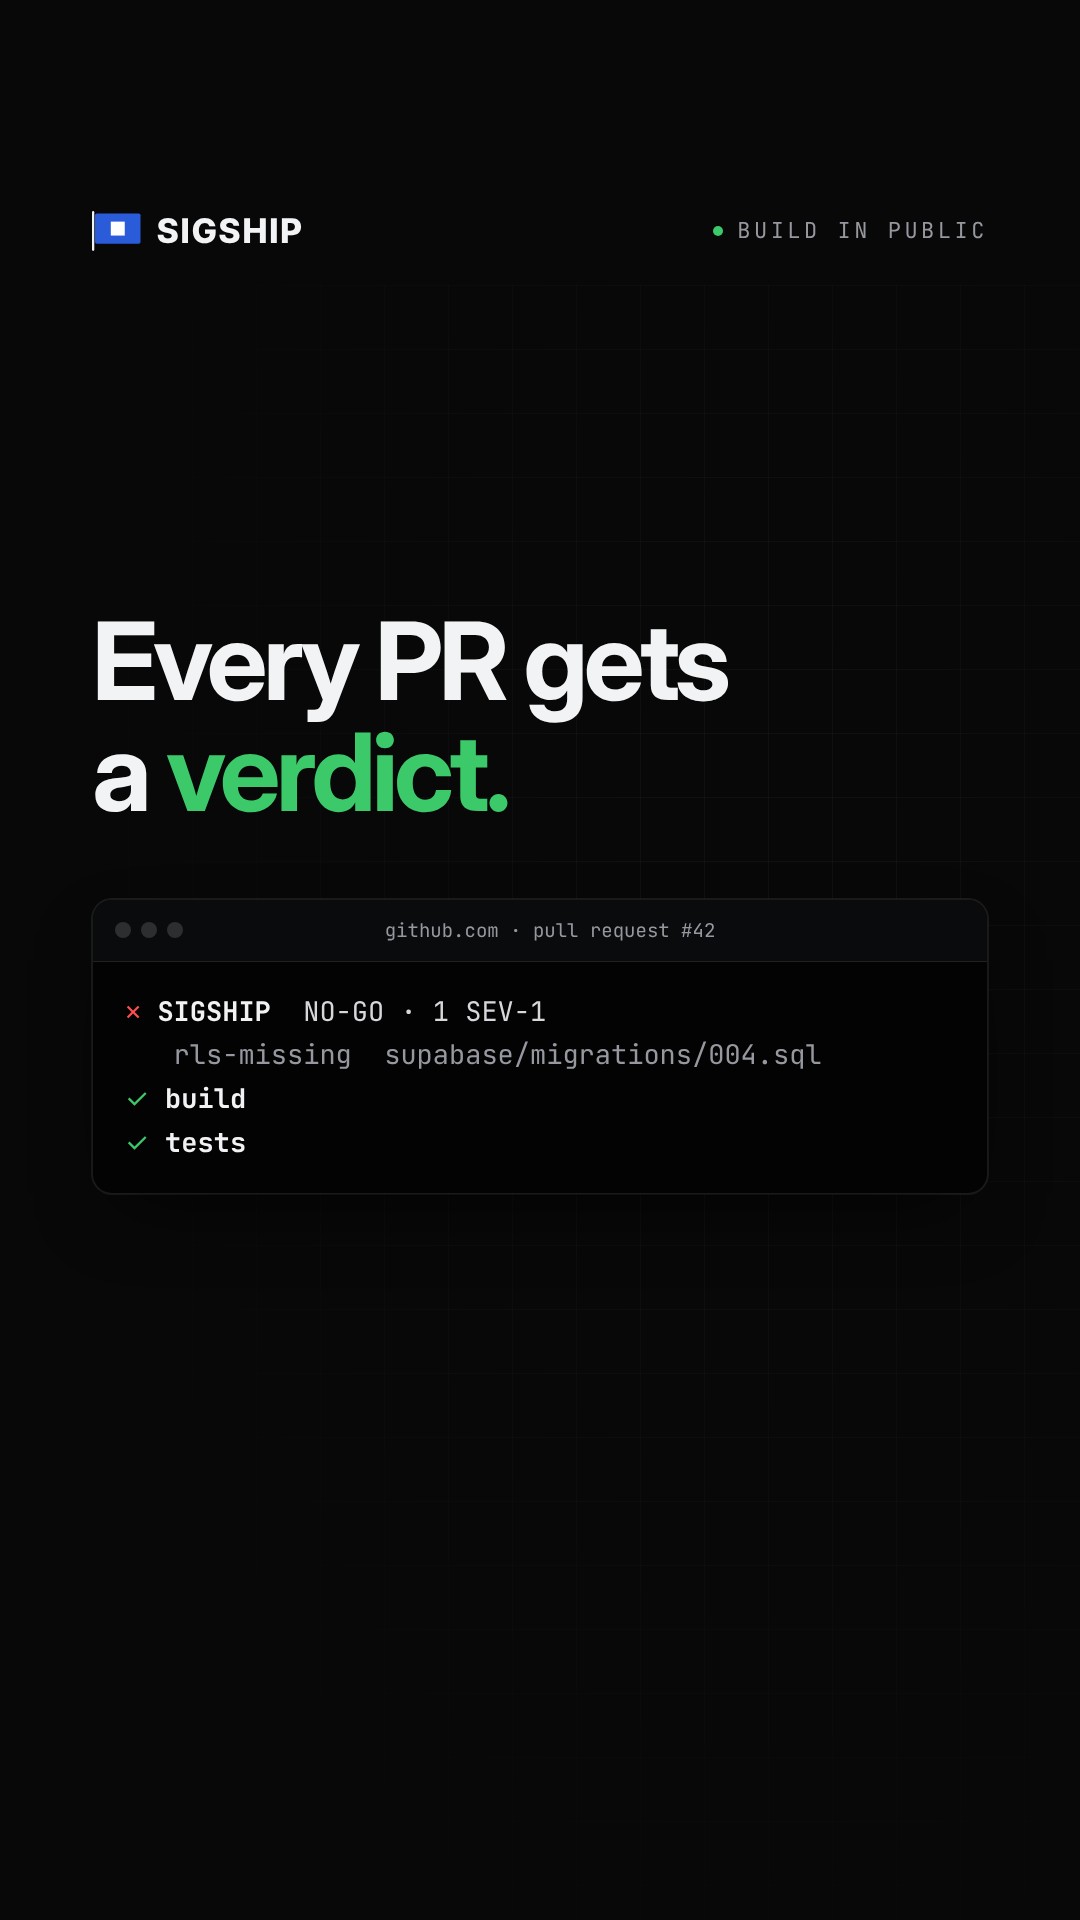 SIGSHIP
BUILD IN PUBLIC
Every PR gets
a verdict.
github.com · pull request #42
✕ SIGSHIP NO-GO · 1 SEV-1
rls-missing supabase/migrations/004.sql
✓ build
✓ tests